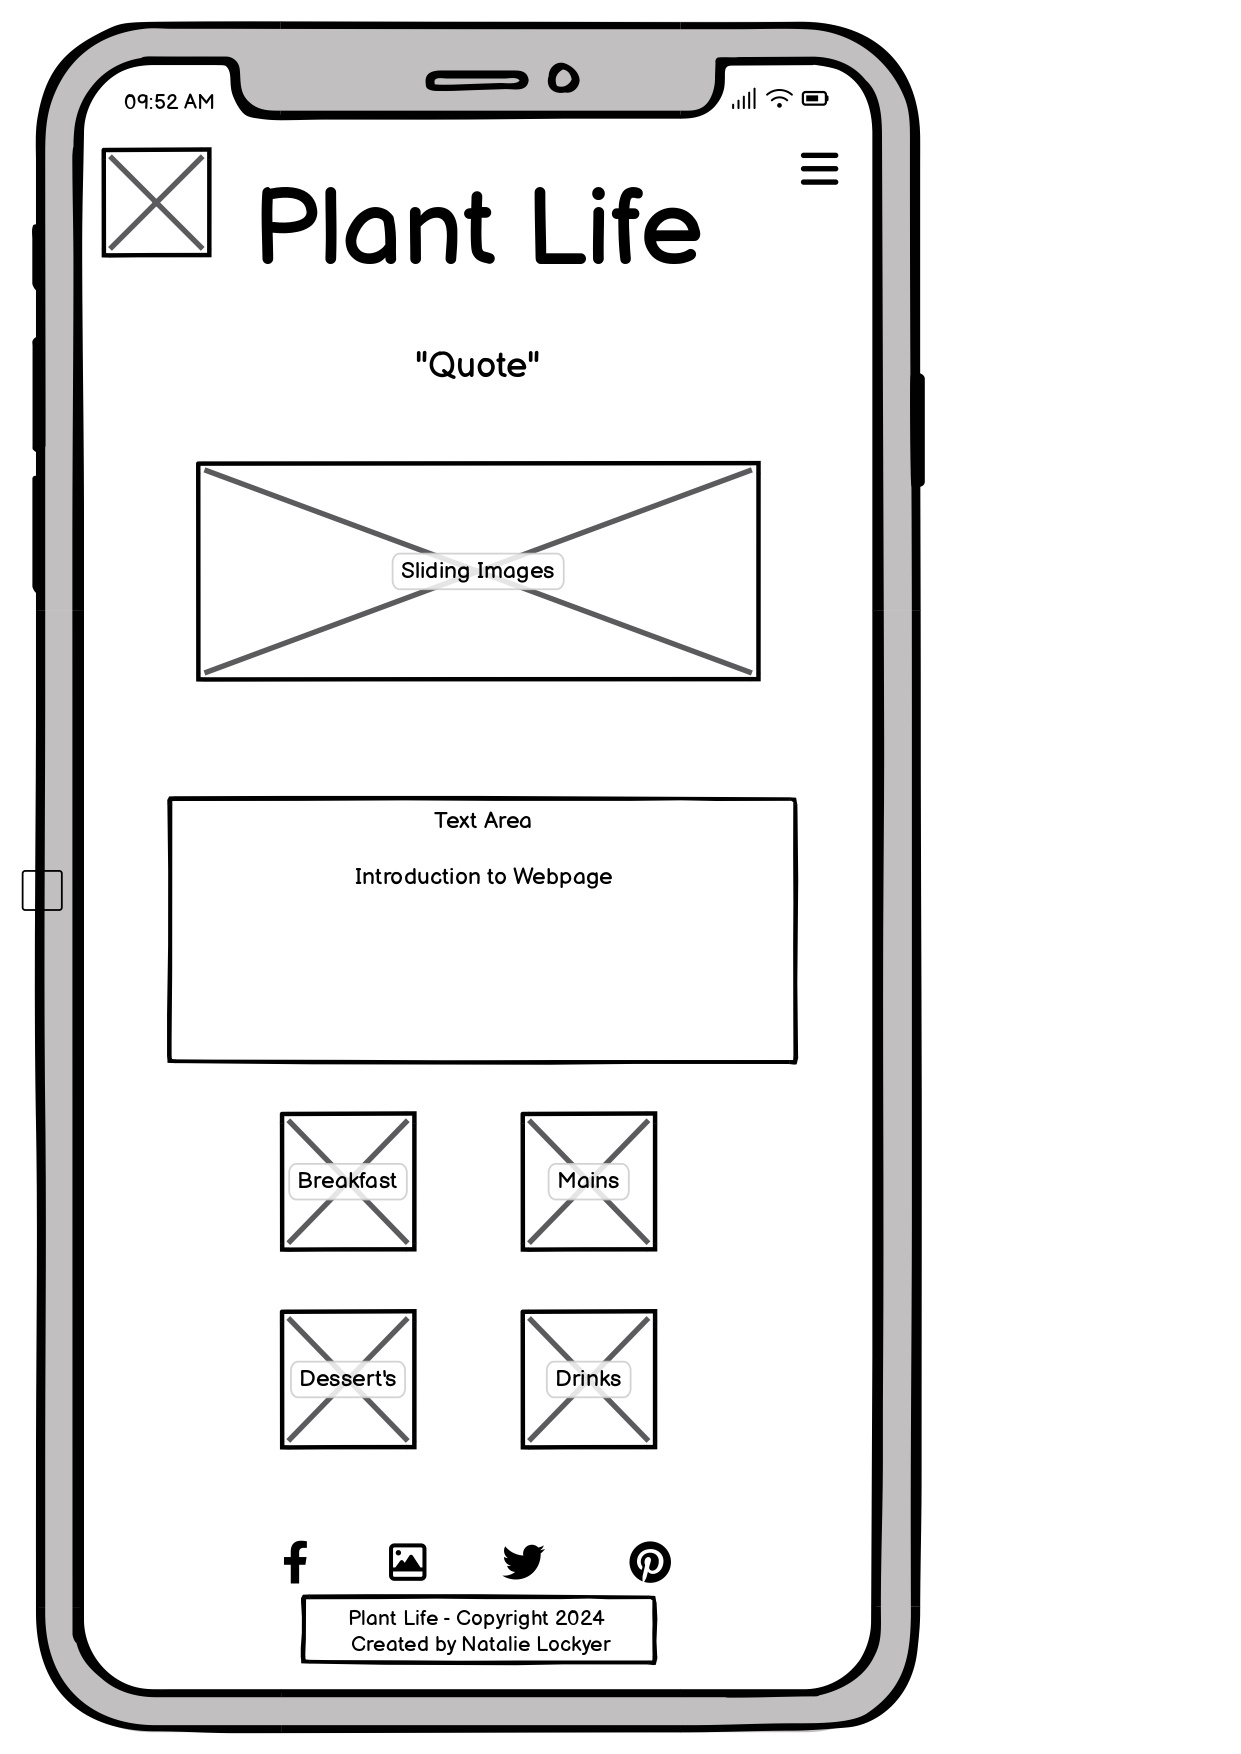 09:52 AM
Plant Life
"Quote"
Sliding Images
Text Area
Introduction to Webpage
Breakfast
Mains
Dessert's
Drinks
Plant Life - Copyright 2024
Created by Natalie Lockyer